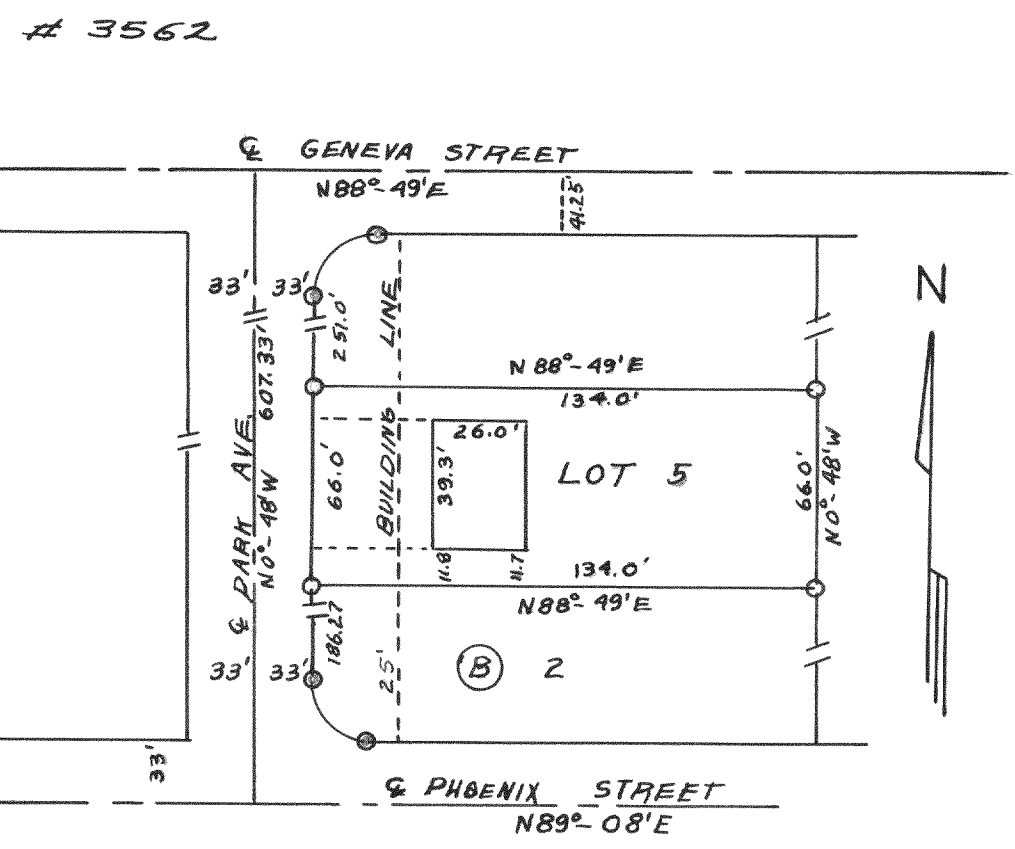 # 3562
℄ GENEVA STREET
N88°-49'E
41.25'
33' 33'
251.0'
LINE
607.33'
N 88°-49'E
134.0'
26.0'
39.3'
LOT 5
66.0'
BUILDING
66.0'
N0°-48'W
℄ PARK AVE.
N0°-48'W
11.8
11.7
134.0'
N88°-49'E
186.27
33' 33'
25'
B 2
33'
℄ PHOENIX STREET
N89°-08'E
N